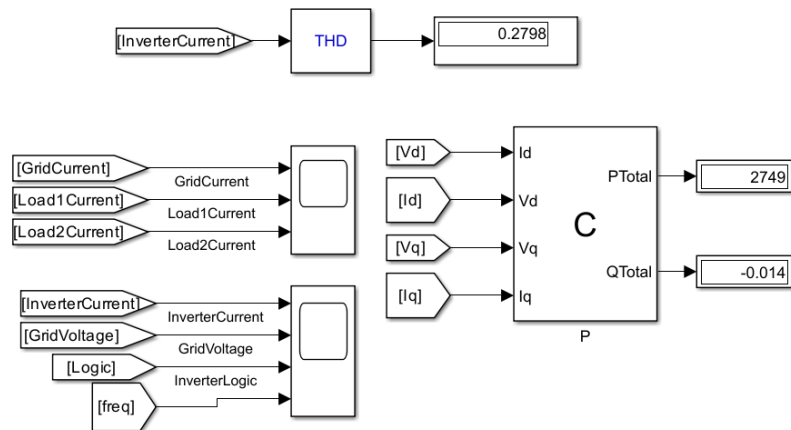 [InverterCurrent]
THD
0.2798
[GridCurrent]
GridCurrent
[Load1Current]
Load1Current
[Load2Current]
Load2Current
[InverterCurrent]
InverterCurrent
[GridVoltage]
GridVoltage
[Logic]
InverterLogic
[freq]
[Vd]
Id
[Id]
Vd
[Vq]
Vq
[Iq]
Iq
C
PTotal
2749
QTotal
-0.014
P